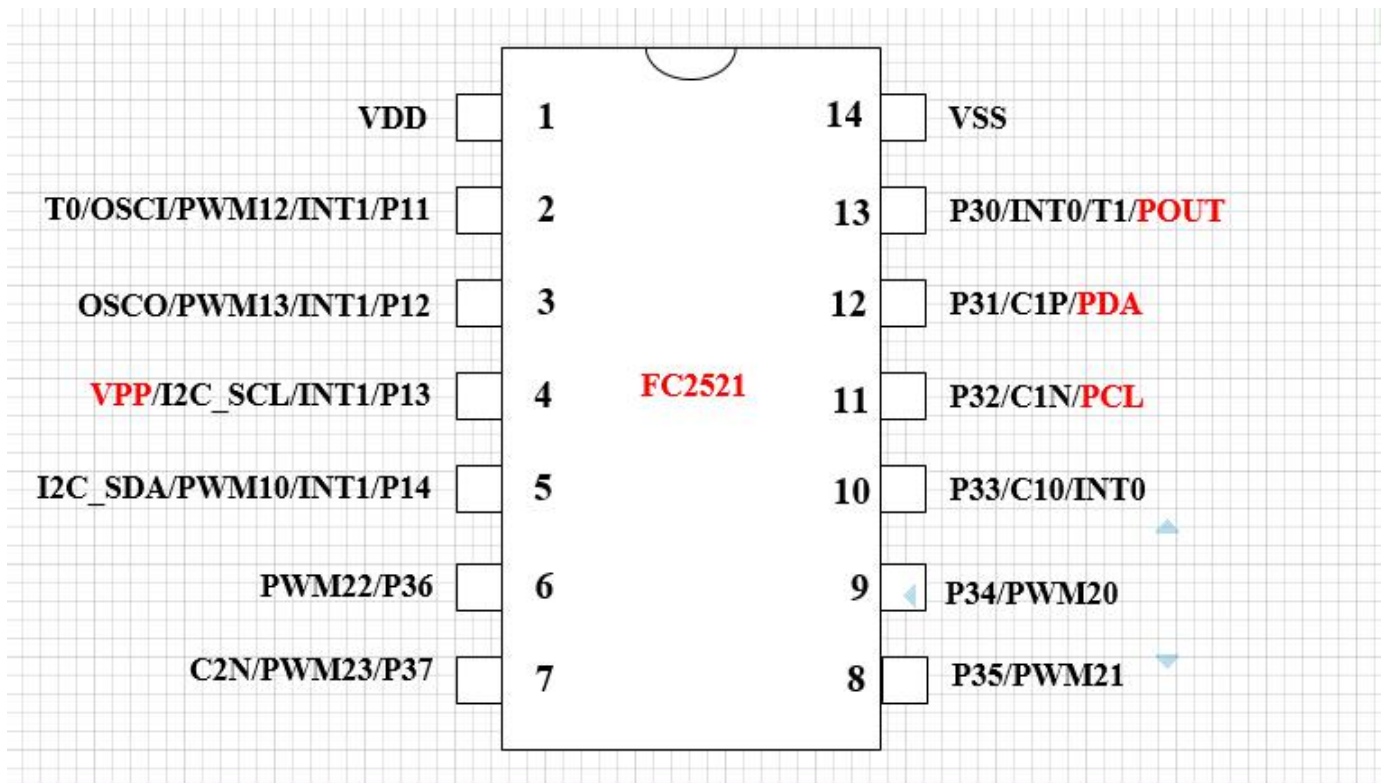 VDD 1 14 VSS
T0/OSCI/PWM12/INT1/P11 2 13 P30/INT0/T1/POUT
OSCO/PWM13/INT1/P12 3 12 P31/C1P/PDA
VPP/I2C_SCL/INT1/P13 4 FC2521 11 P32/C1N/PCL
I2C_SDA/PWM10/INT1/P14 5 10 P33/C10/INT0
PWM22/P36 6 9 P34/PWM20
C2N/PWM23/P37 7 8 P35/PWM21